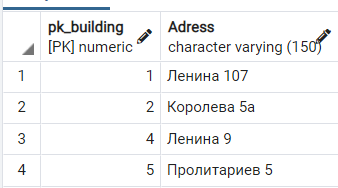 pk_building Adress
[PK] numeric character varying (150)
1 1 Ленина 107
2 2 Королева 5а
3 4 Ленина 9
4 5 Пролитариев 5